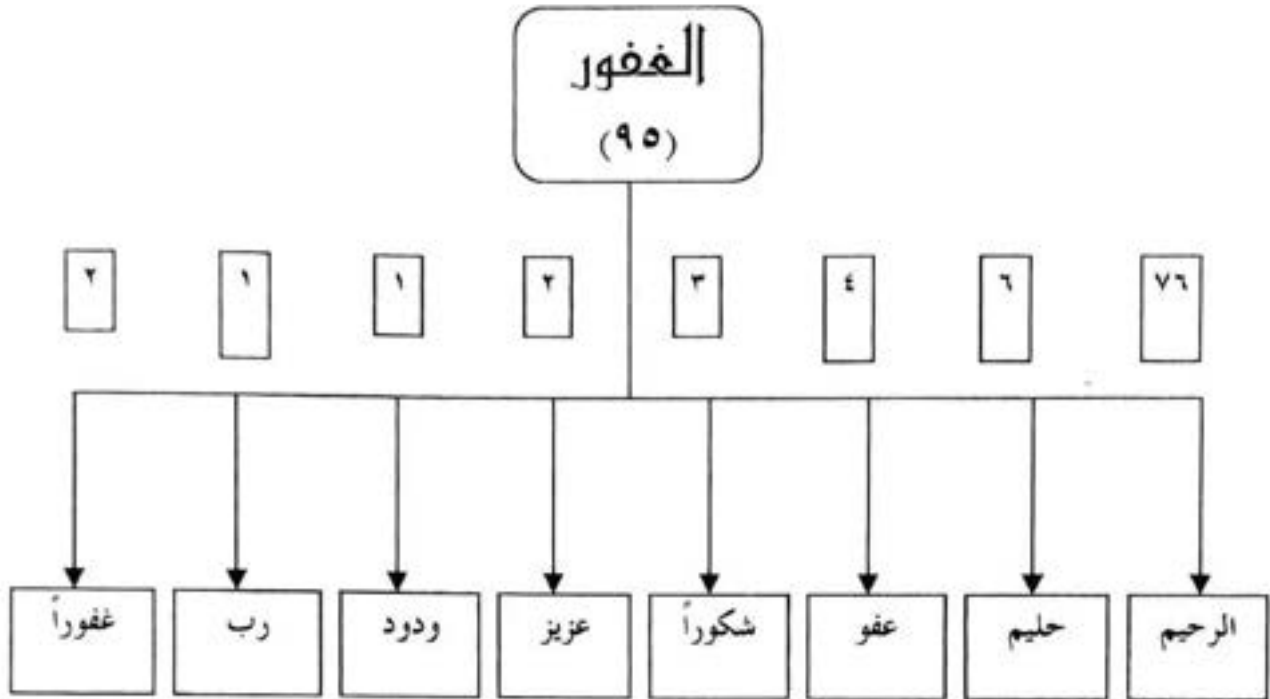 الغفور
(٩٥)
٧٦ ٦ ٤ ٣ ٢ ١ ١ ٢
الرحيم حليم عفو شكوراً عزيز ودود رب غفوراً